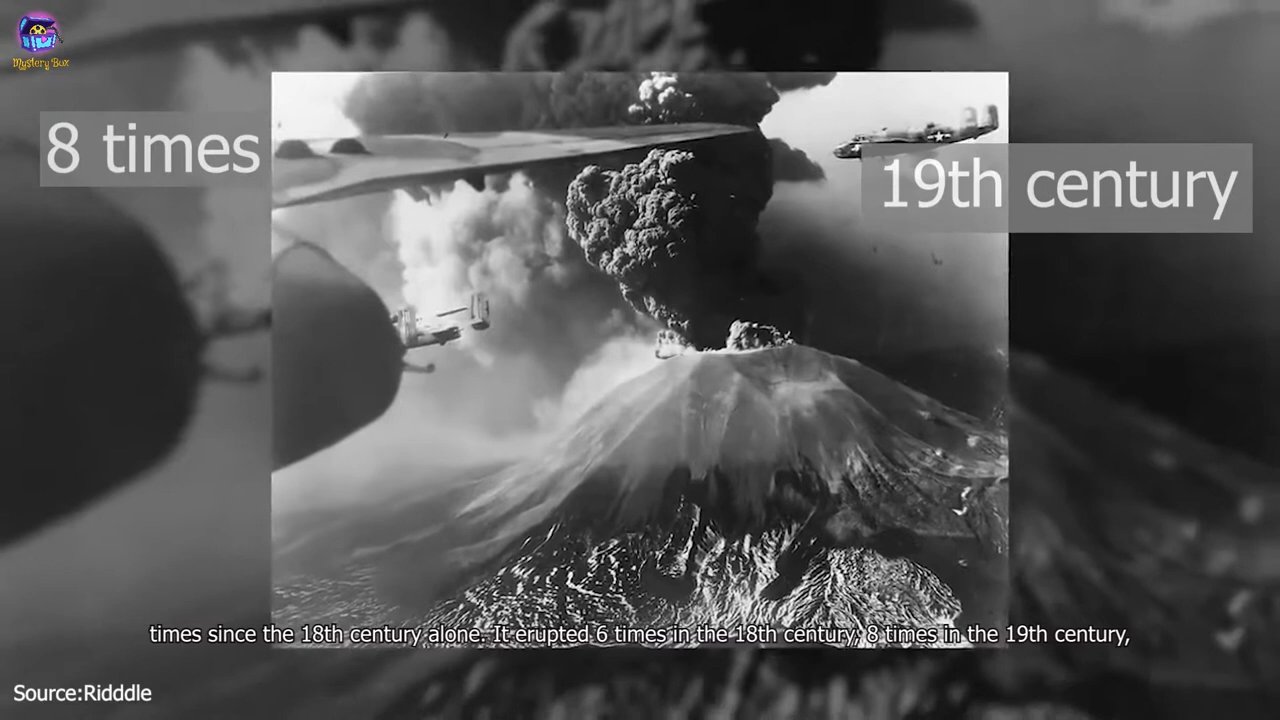 Mystery Box
8 times
19th century
times since the 18th century alone. It erupted 6 times in the 18th century, 8 times in the 19th century,
Source:Ridddle